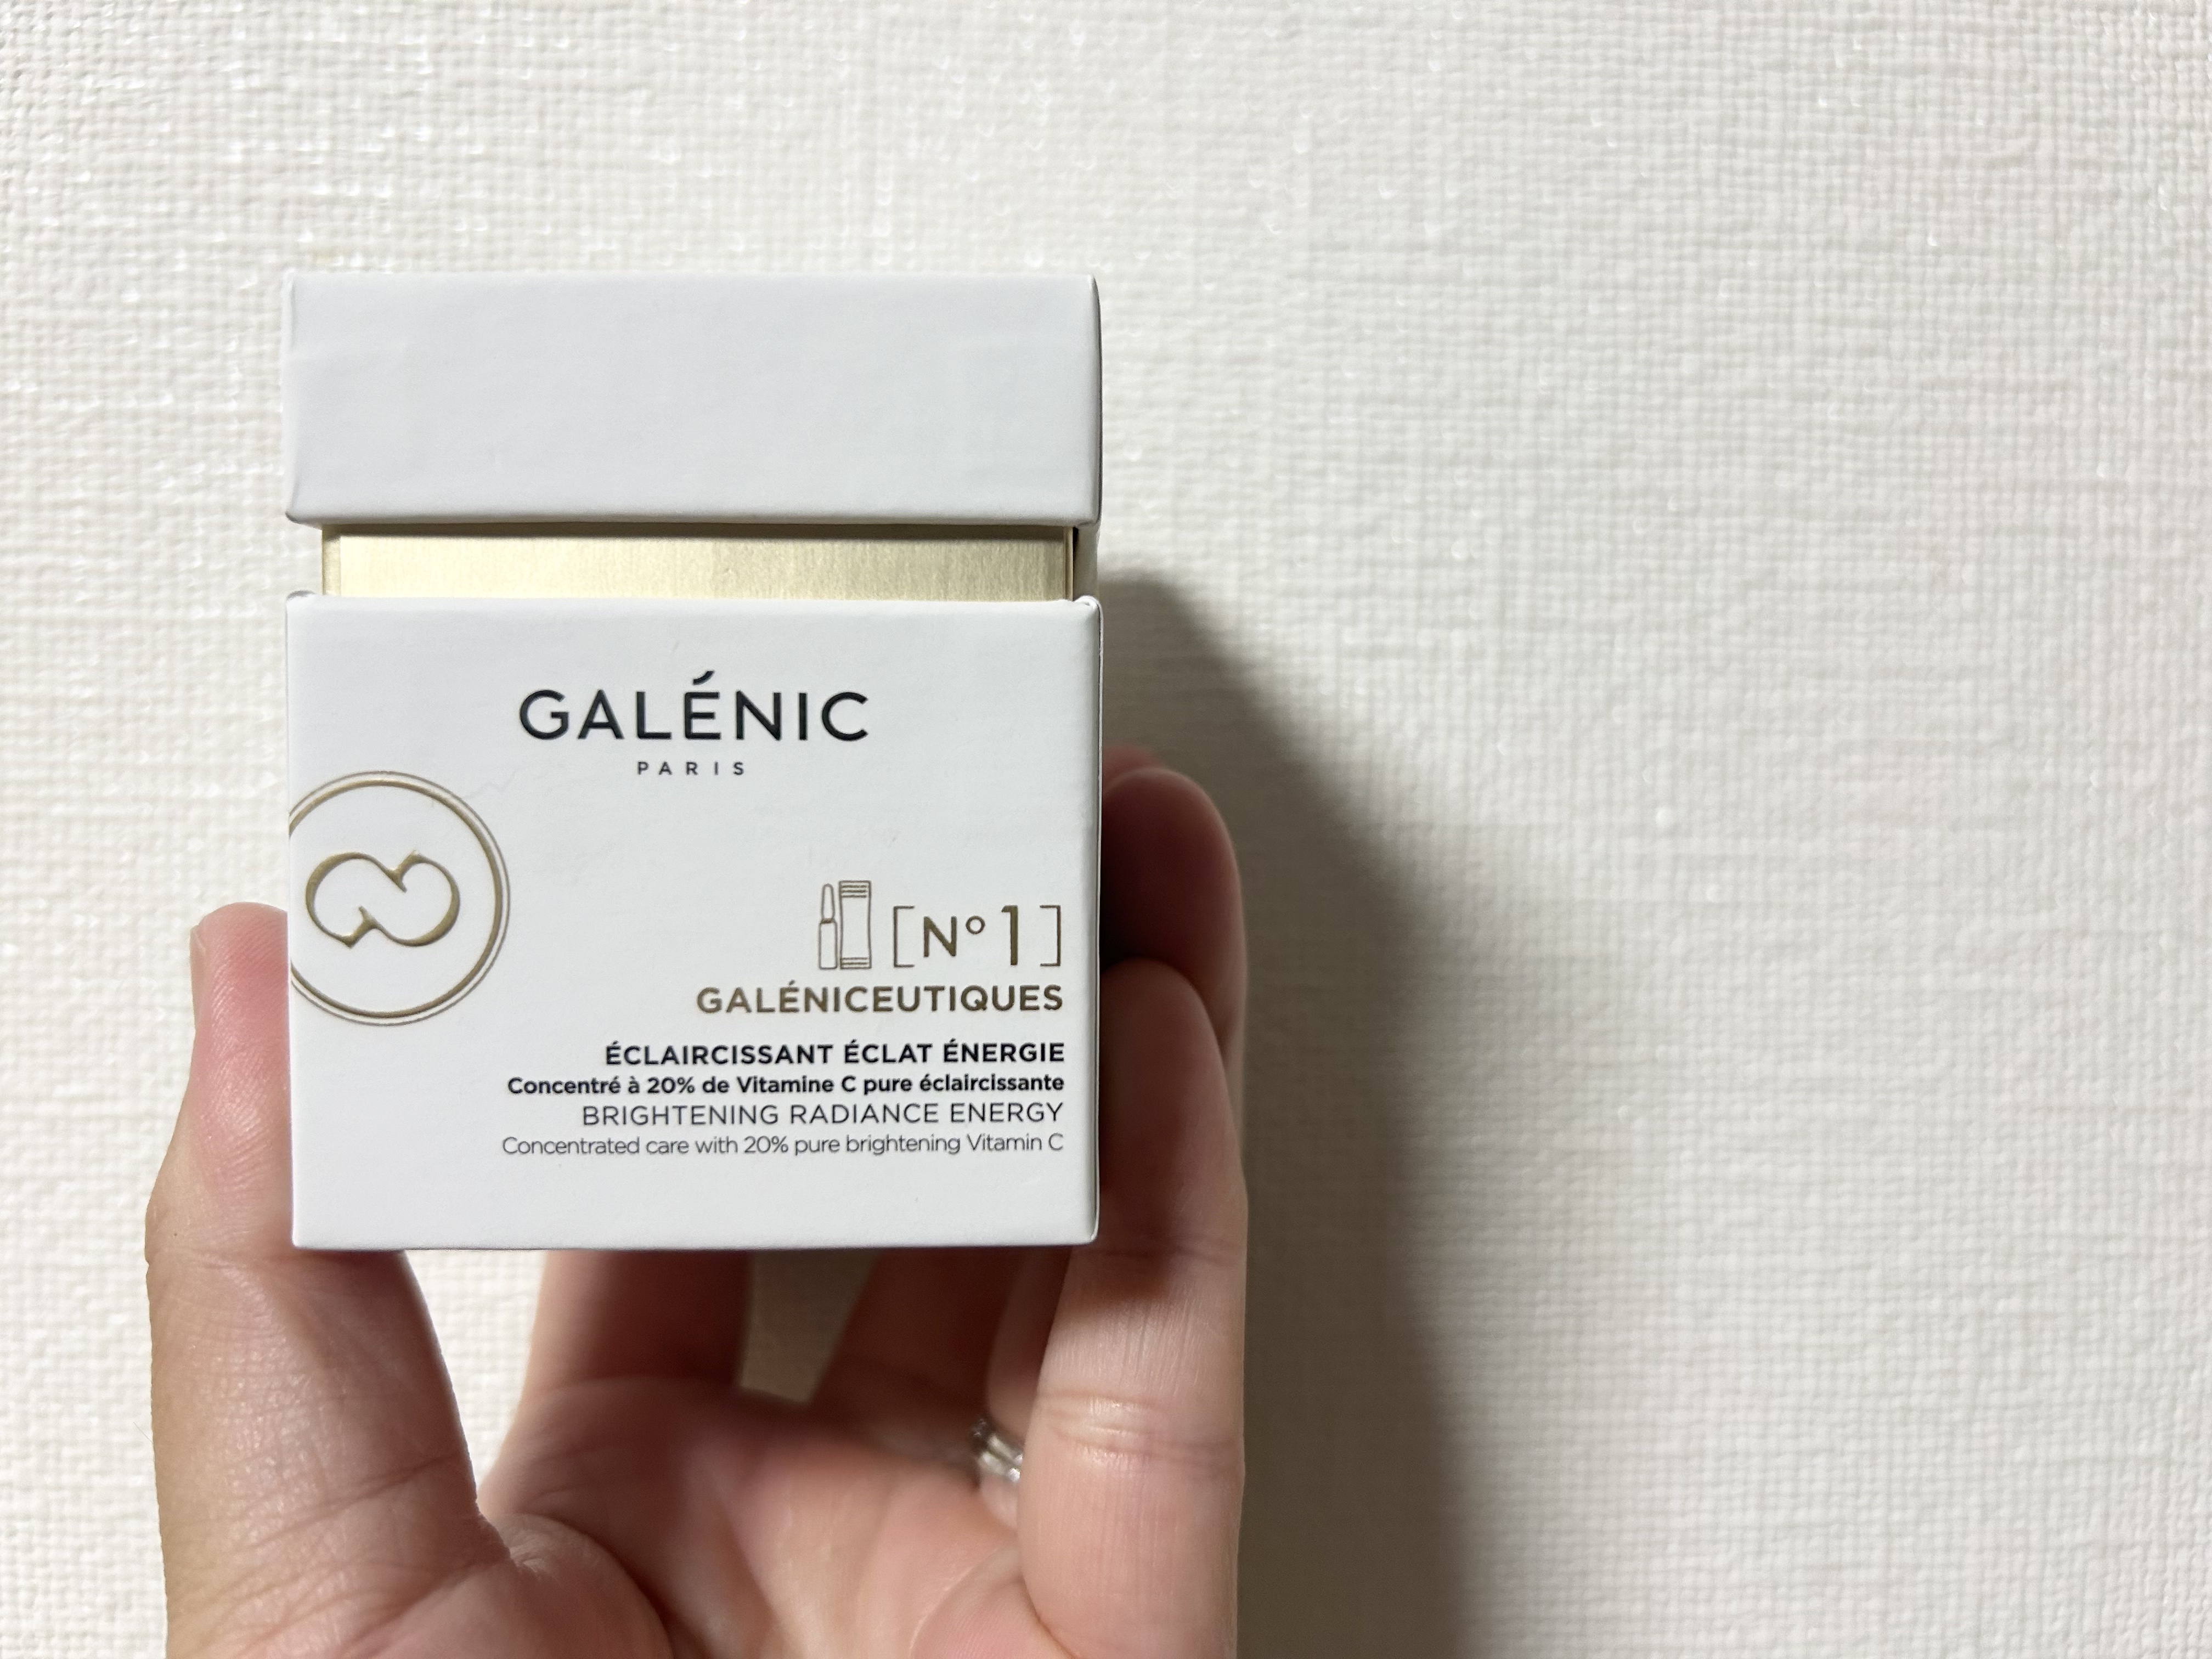 GALÉNIC
PARIS
[N° 1]
GALÉNICEUTIQUES
ÉCLAIRCISSANT ÉCLAT ÉNERGIE
Concentré à 20% de Vitamine C pure éclaircissante
BRIGHTENING RADIANCE ENERGY
Concentrated care with 20% pure brightening Vitamin C